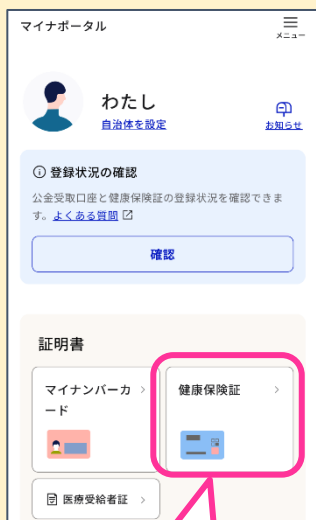 マイナポータル
メニュー
わたし
自治体を設定
お知らせ
登録状況の確認
公金受取口座と健康保険証の登録状況を確認できま
す。よくある質問
確認
証明書
マイナンバーカ
ード
健康保険証
医療受給者証